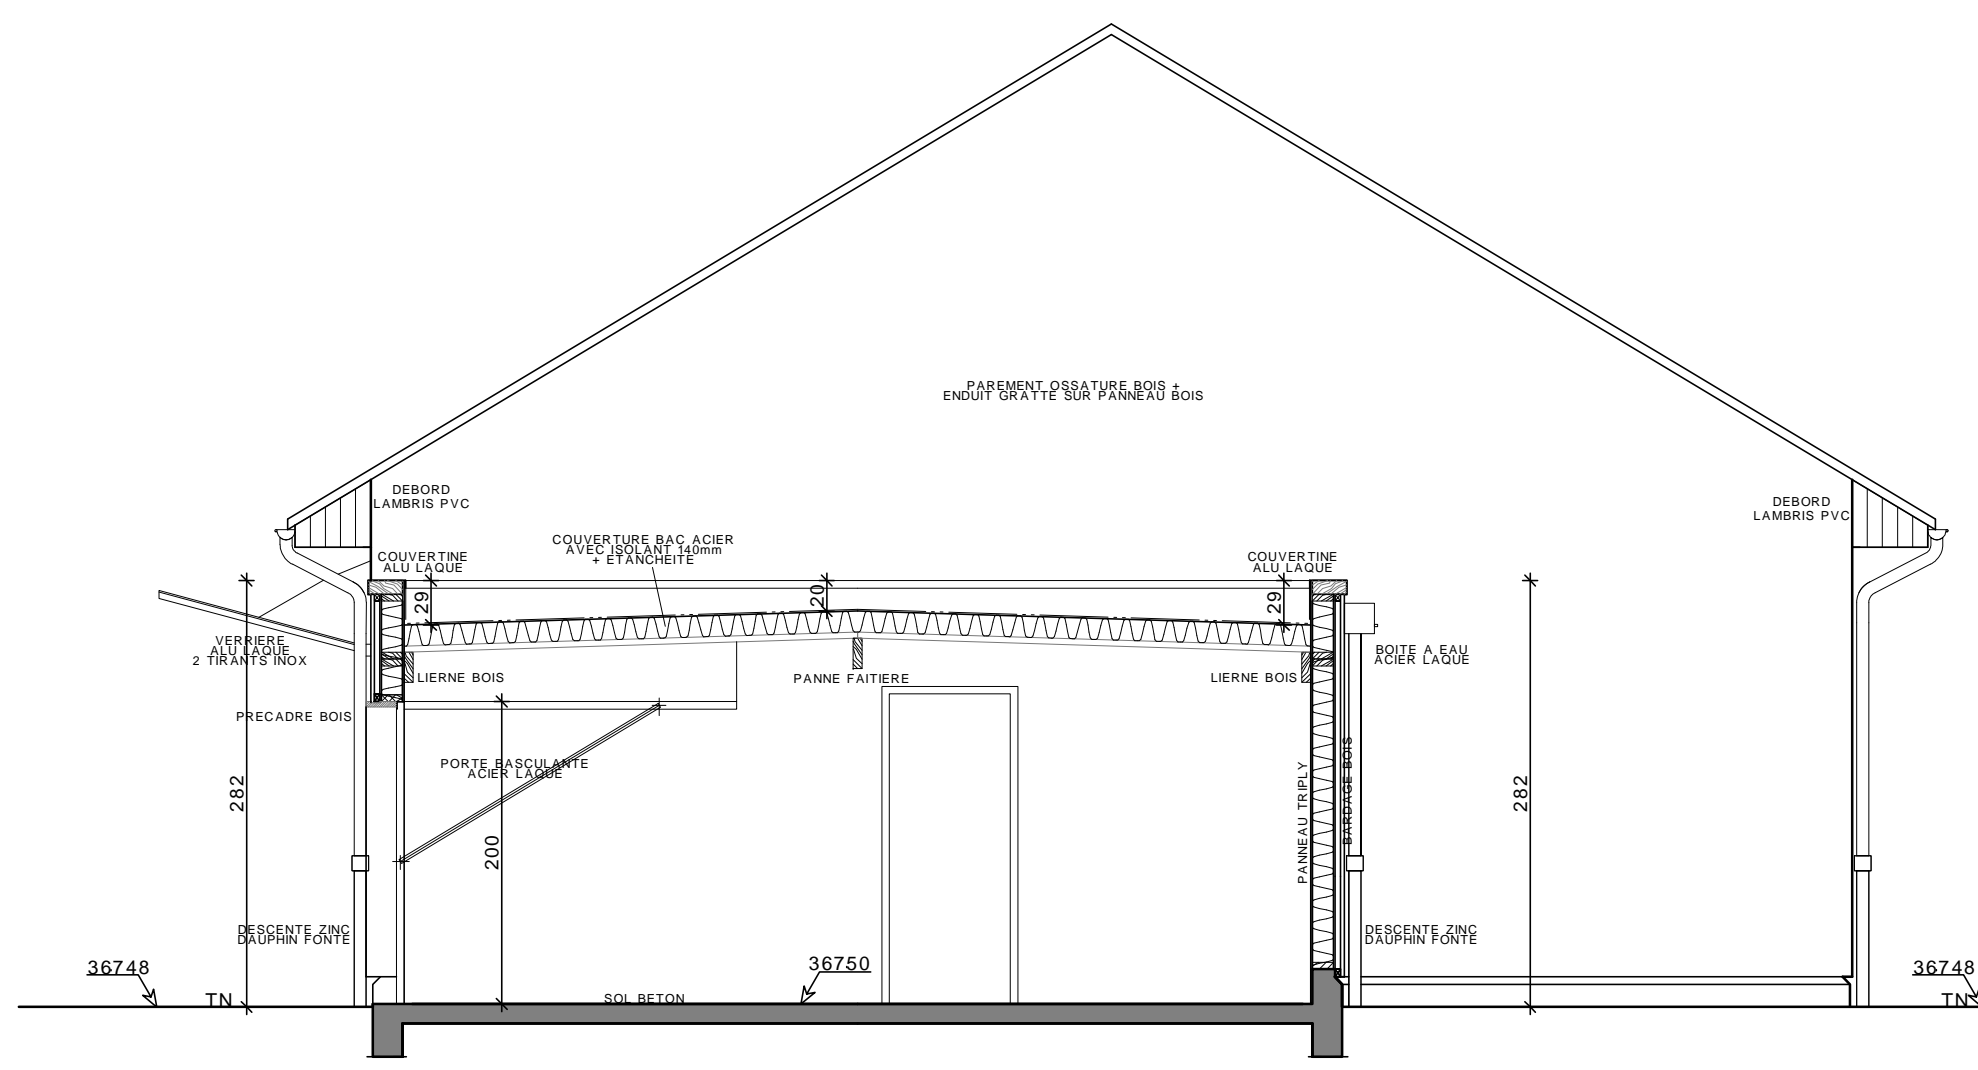 PAREMENT OSSATURE BOIS +
ENDUIT GRATTE SUR PANNEAU BOIS
DEBORD
LAMBRIS PVC
DEBORD
LAMBRIS PVC
COUVERTURE BAC ACIER
AVEC ISOLANT 140mm
+ ETANCHEITE
COUVERTINE
ALU LAQUE
COUVERTINE
ALU LAQUE
29
20
29
VERRIERE
ALU LAQUE
2 TIRANTS INOX
BOITE A EAU
ACIER LAQUE
LIERNE BOIS
PANNE FAITIERE
LIERNE BOIS
PRECADRE BOIS
PORTE BASCULANTE
ACIER LAQUE
282
200
PANNEAU TRIPLY
BARDAGE BOIS
282
DESCENTE ZINC
DAUPHIN FONTE
DESCENTE ZINC
DAUPHIN FONTE
36748
36750
36748
TN
SOL BETON
TN